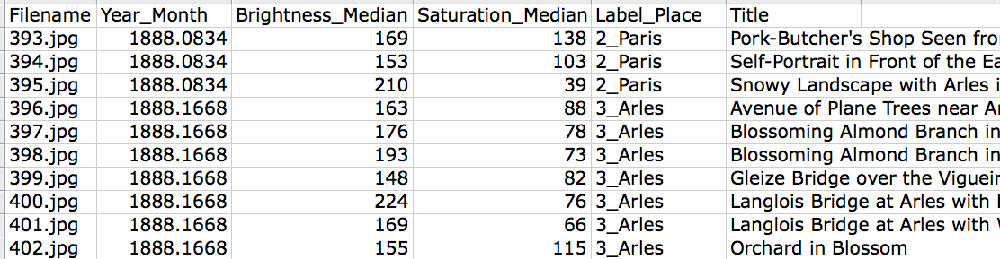 Filename Year_Month Brightness_Median Saturation_Median Label_Place Title
393.jpg 1888.0834 169 138 2_Paris Pork-Butcher's Shop Seen fro
394.jpg 1888.0834 153 103 2_Paris Self-Portrait in Front of the Ea
395.jpg 1888.0834 210 39 2_Paris Snowy Landscape with Arles i
396.jpg 1888.1668 163 88 3_Arles Avenue of Plane Trees near Ar
397.jpg 1888.1668 176 78 3_Arles Blossoming Almond Branch in
398.jpg 1888.1668 193 73 3_Arles Blossoming Almond Branch in
399.jpg 1888.1668 148 82 3_Arles Gleize Bridge over the Vigueir
400.jpg 1888.1668 224 76 3_Arles Langlois Bridge at Arles with
401.jpg 1888.1668 169 66 3_Arles Langlois Bridge at Arles with
402.jpg 1888.1668 155 115 3_Arles Orchard in Blossom